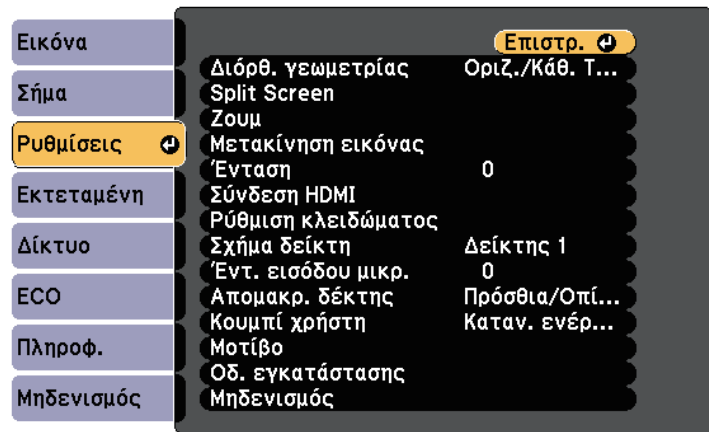 Εικόνα
Σήμα
Ρυθμίσεις
Εκτεταμένη
Δίκτυο
ECO
Πληροφ.
Μηδενισμός
Επιστρ.
Διόρθ. γεωμετρίας Οριζ./Κάθ. Τ...
Split Screen
Ζουμ
Μετακίνηση εικόνας
Ένταση 0
Σύνδεση HDMI
Ρύθμιση κλειδώματος
Σχήμα δείκτη Δείκτης 1
Έντ. εισόδου μικρ. 0
Απομακρ. δέκτης Πρόσθια/Οπί...
Κουμπί χρήστη Καταν. ενέρ...
Μοτίβο
Οδ. εγκατάστασης
Μηδενισμός